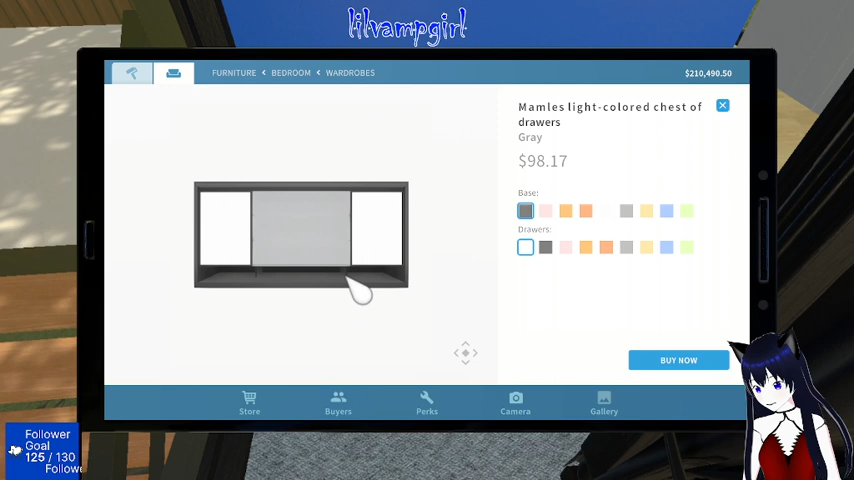 lilvampgirl
FURNITURE < BEDROOM < WARDROBES
$210,490.50
Mamles light-colored chest of
drawers
Gray
$98.17
Base:
Drawers:
BUY NOW
Store
Buyers
Perks
Camera
Gallery
Follower
Goal
125 / 130
Followe